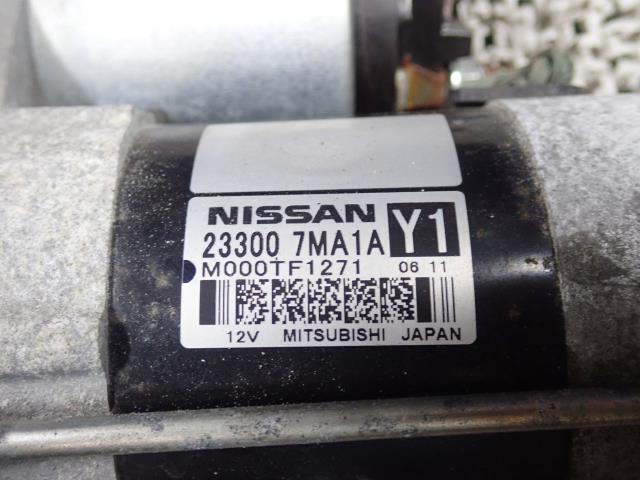 NISSAN
23300 7MA1A Y1
M000TF1271 06 11
12V MITSUBISHI JAPAN